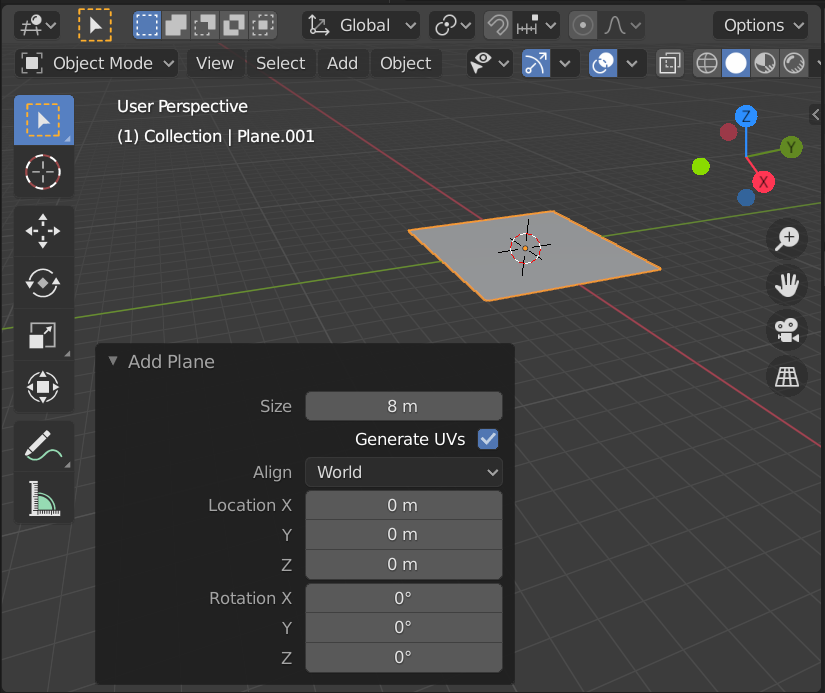 Global
Options
Object Mode
View
Select
Add
Object
User Perspective
(1) Collection | Plane.001
Z
Y
X
Add Plane
Size 8 m
Generate UVs
Align World
Location X 0 m
Y 0 m
Z 0 m
Rotation X 0°
Y 0°
Z 0°